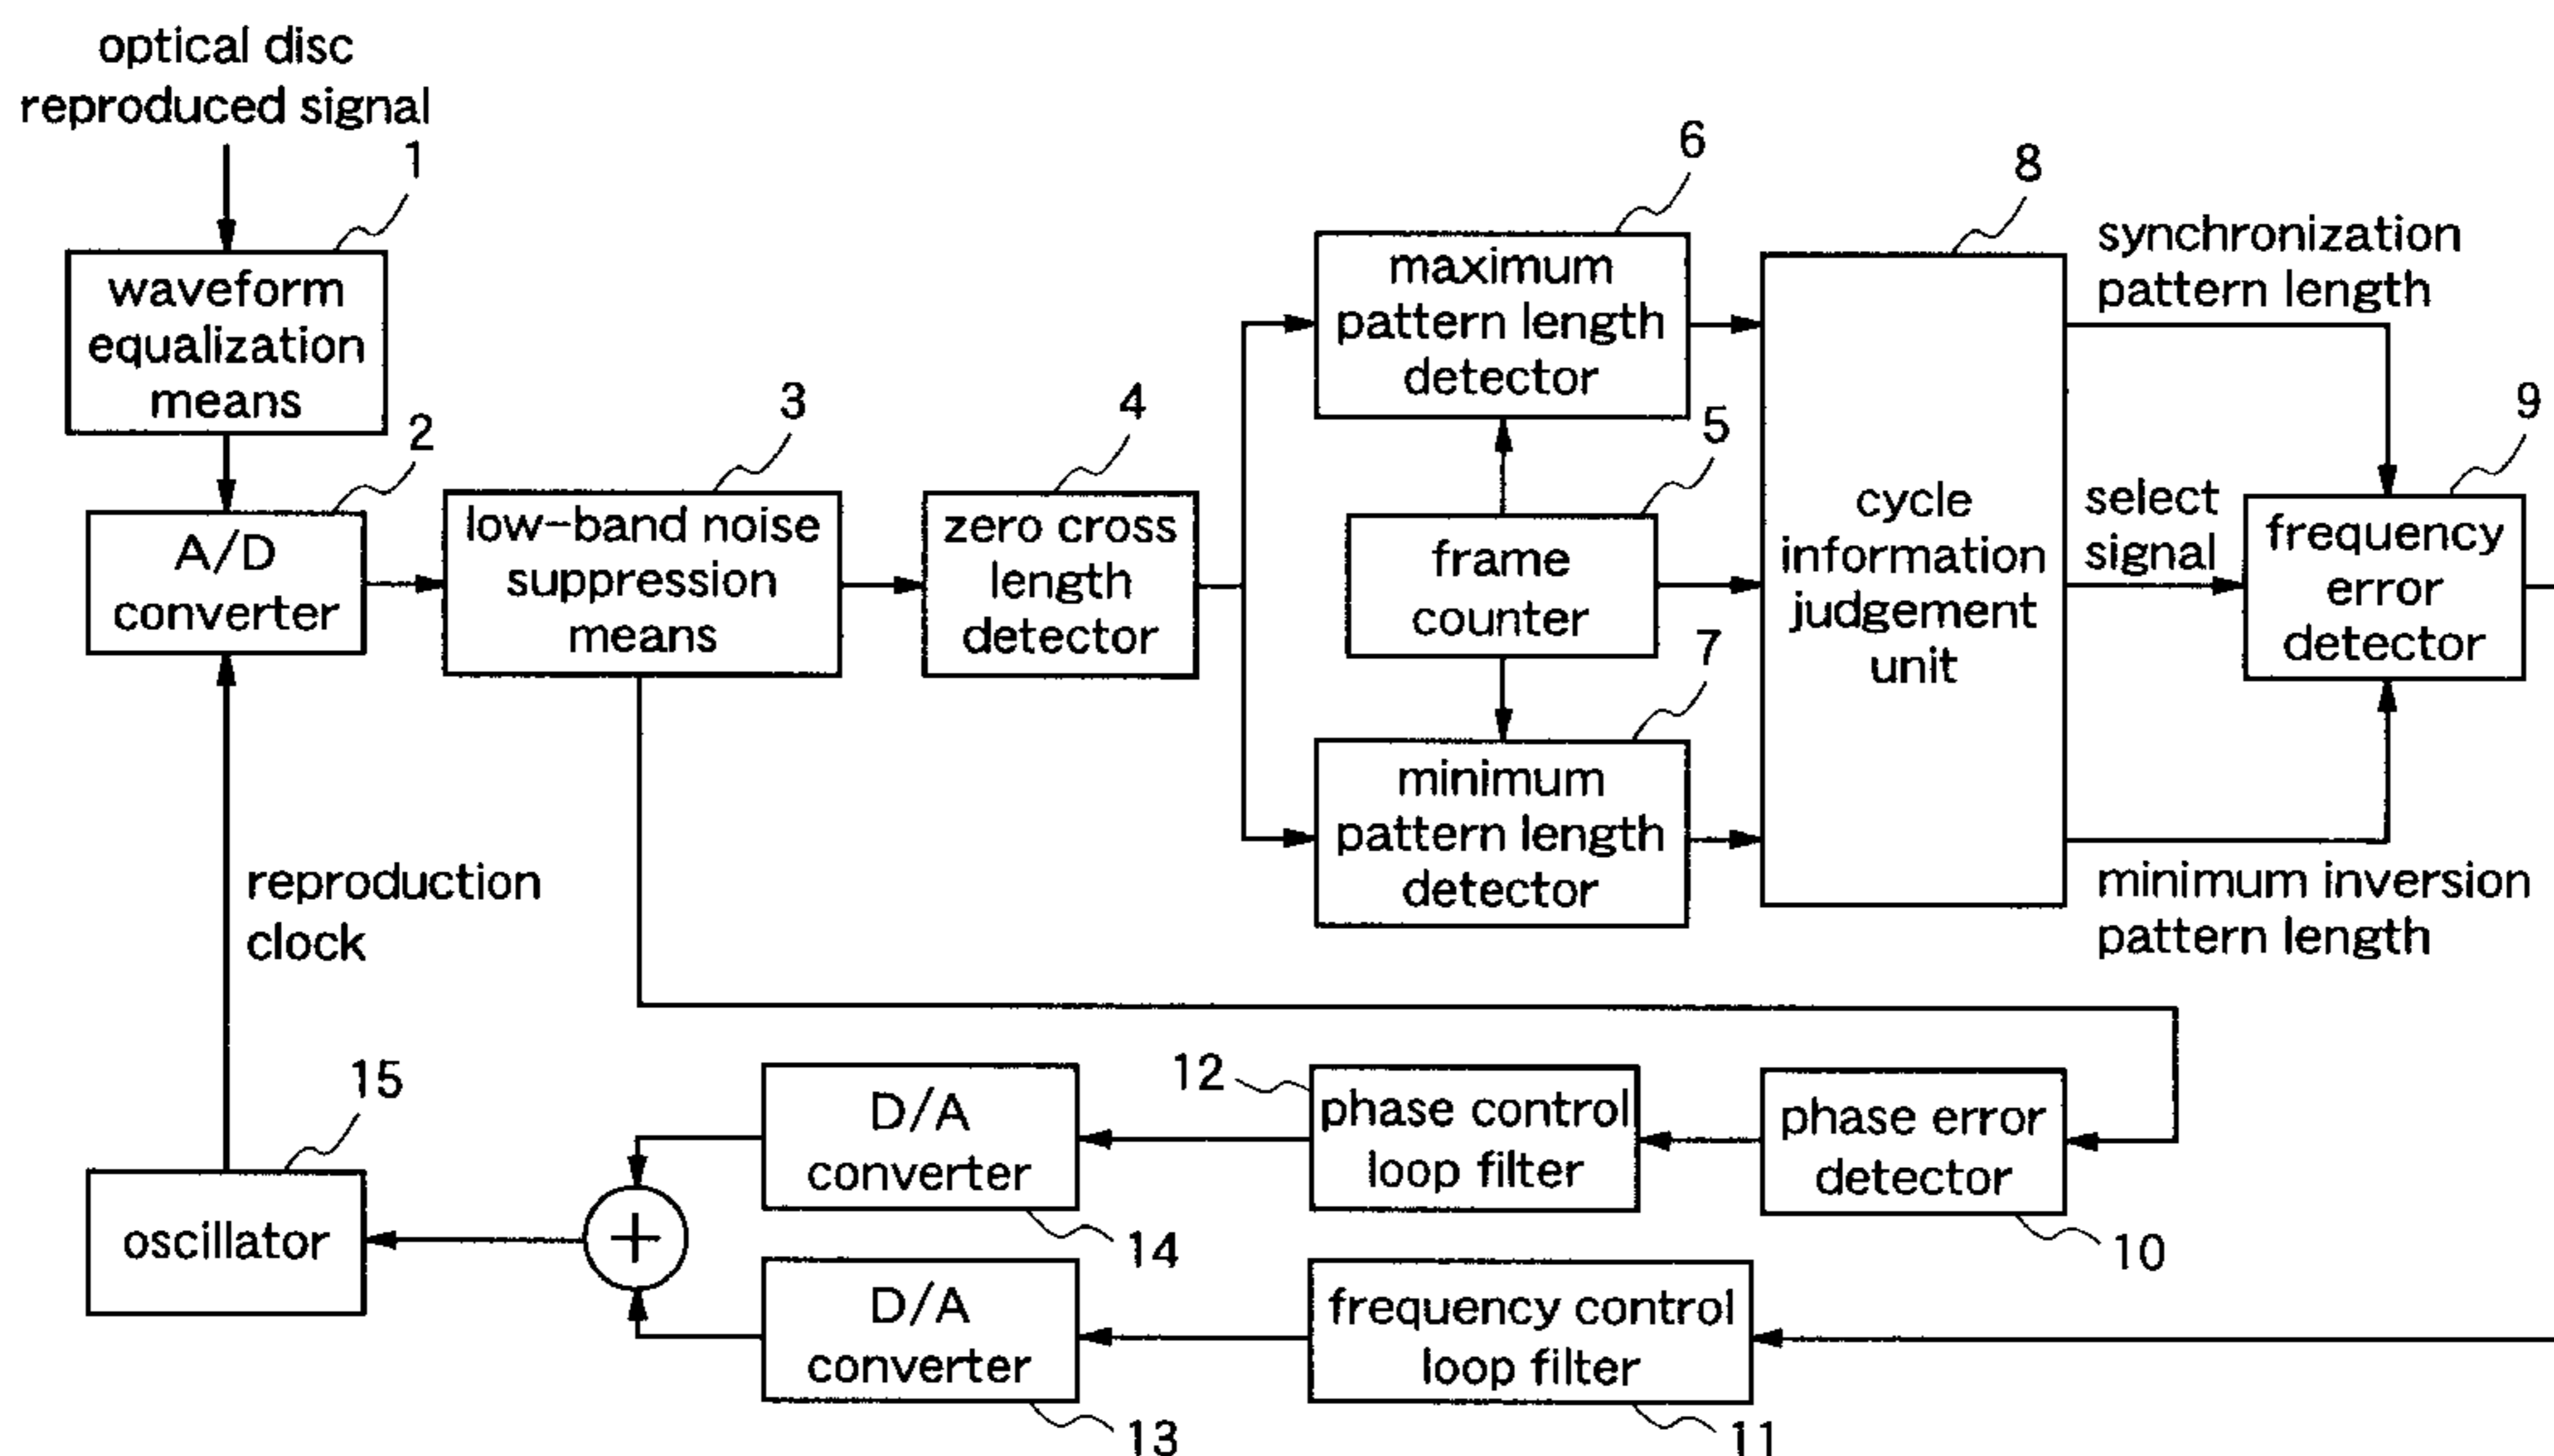 optical disc
reproduced signal
1
waveform
equalization
means
2
A/D
converter
3
low-band noise
suppression
means
4
zero cross
length
detector
6
maximum
pattern length
detector
5
frame
counter
7
minimum
pattern length
detector
8
cycle
information
judgement
unit
synchronization
pattern length
select
signal
9
frequency
error
detector
minimum inversion
pattern length
reproduction
clock
15
oscillator
+
D/A
converter
14
D/A
converter
13
12
phase control
loop filter
phase error
detector
10
frequency control
loop filter
11